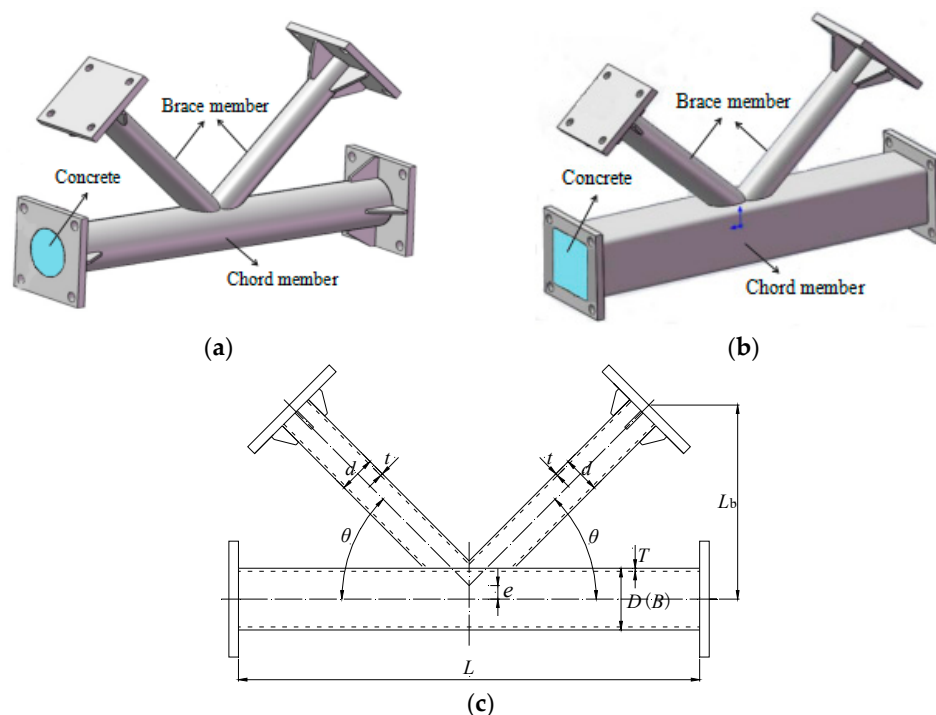 Brace member
Concrete
Chord member
(a)
Brace member
Concrete
Chord member
(b)
t
d
θ
t
d
θ
Lb
T
e
D(B)
L
(c)